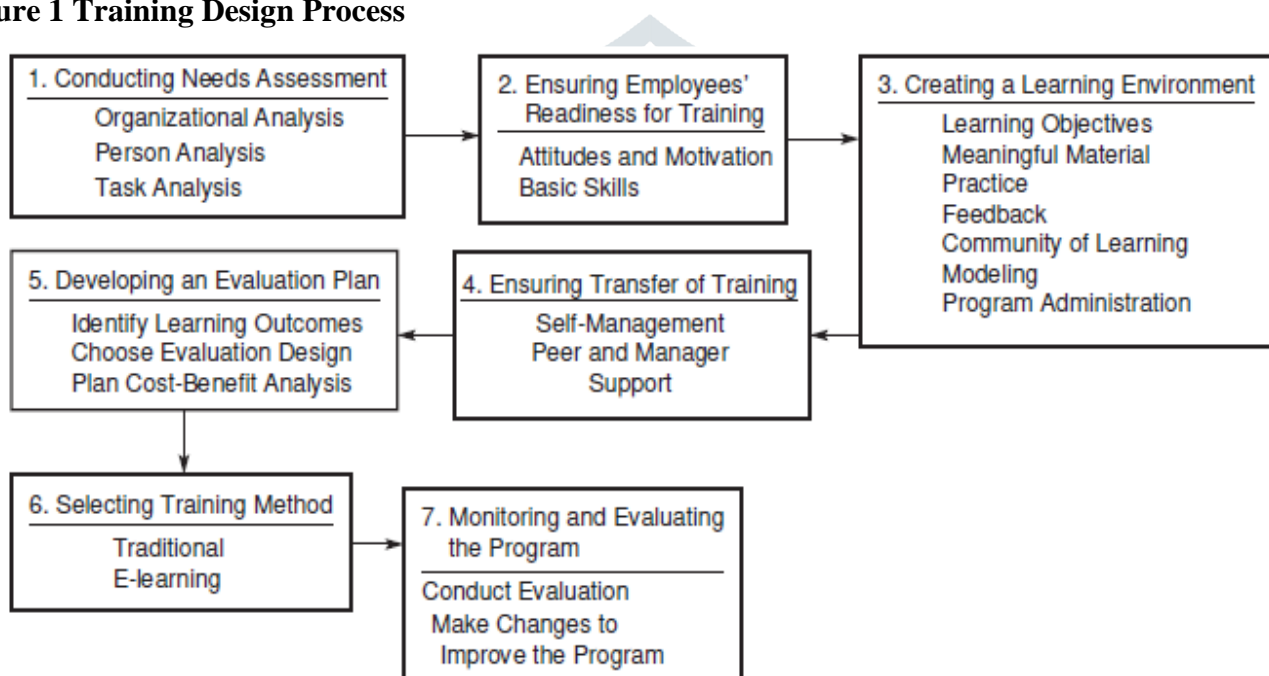 ure 1 Training Design Process
1. Conducting Needs Assessment
Organizational Analysis
Person Analysis
Task Analysis
2. Ensuring Employees'
Readiness for Training
Attitudes and Motivation
Basic Skills
3. Creating a Learning Environment
Learning Objectives
Meaningful Material
Practice
Feedback
Community of Learning
Modeling
Program Administration
4. Ensuring Transfer of Training
Self-Management
Peer and Manager
Support
5. Developing an Evaluation Plan
Identify Learning Outcomes
Choose Evaluation Design
Plan Cost-Benefit Analysis
6. Selecting Training Method
Traditional
E-learning
7. Monitoring and Evaluating
the Program
Conduct Evaluation
Make Changes to
Improve the Program